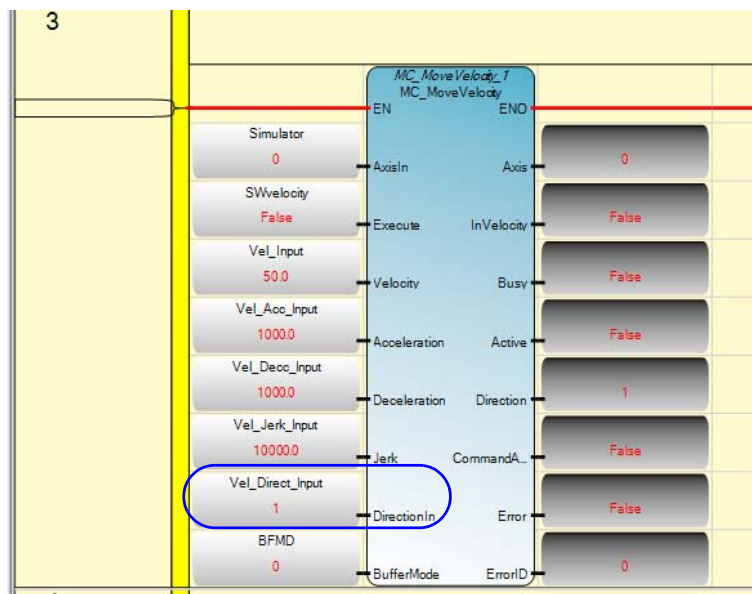 3
MC_MoveVelocity_1
MC_MoveVelocity
EN ENO
Simulator
0
AxisIn Axis
0
SWvelocity
False
Execute InVelocity
False
Vel_Input
50.0
Velocity Busy
False
Vel_Acc_Input
1000.0
Acceleration Active
False
Vel_Decc_Input
1000.0
Deceleration Direction
1
Vel_Jerk_Input
10000.0
Jerk CommandA...
False
Vel_Direct_Input
1
DirectionIn Error
False
BFMD
0
BufferMode ErrorID
0